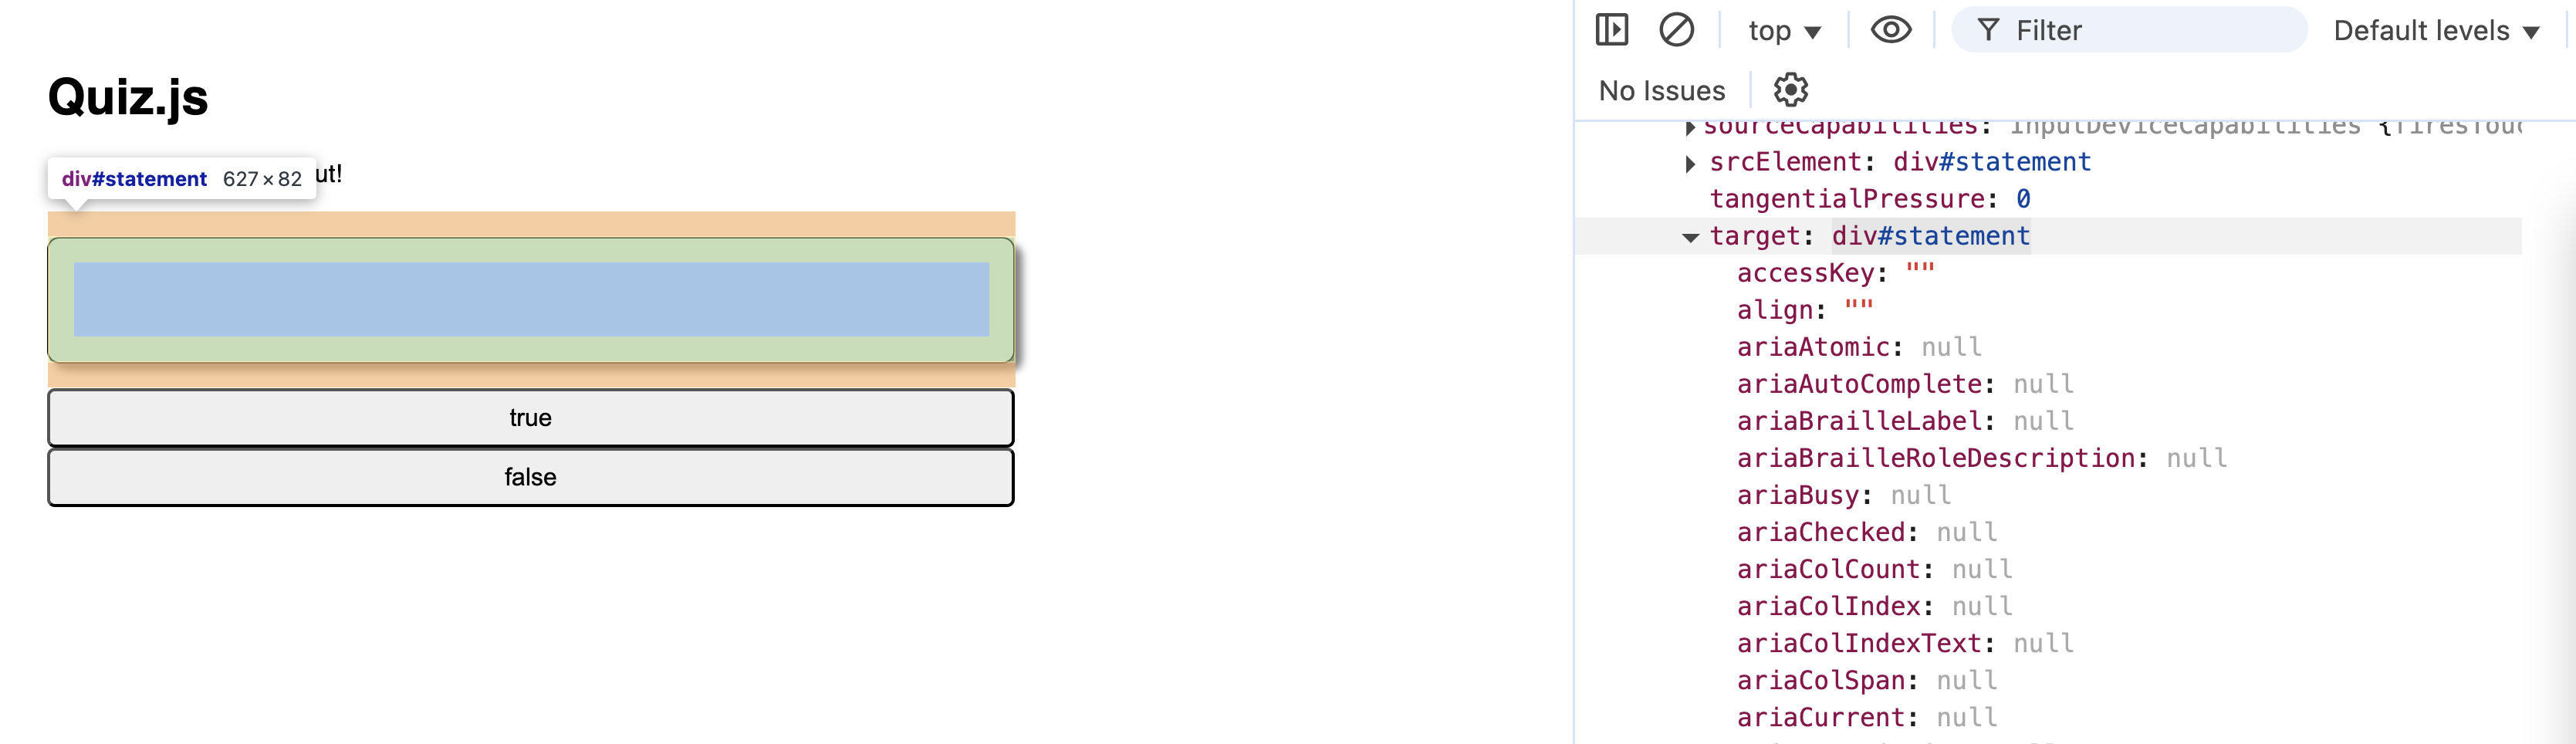 Quiz.js
div#statement 627 × 82
ut!
true
false
top
Filter
Default levels
No Issues
sourceCapabilities: InputDeviceCapabilities {firesTouc
srcElement: div#statement
tangentialPressure: 0
target: div#statement
accessKey: ""
align: ""
ariaAtomic: null
ariaAutoComplete: null
ariaBrailleLabel: null
ariaBrailleRoleDescription: null
ariaBusy: null
ariaChecked: null
ariaColCount: null
ariaColIndex: null
ariaColIndexText: null
ariaColSpan: null
ariaCurrent: null